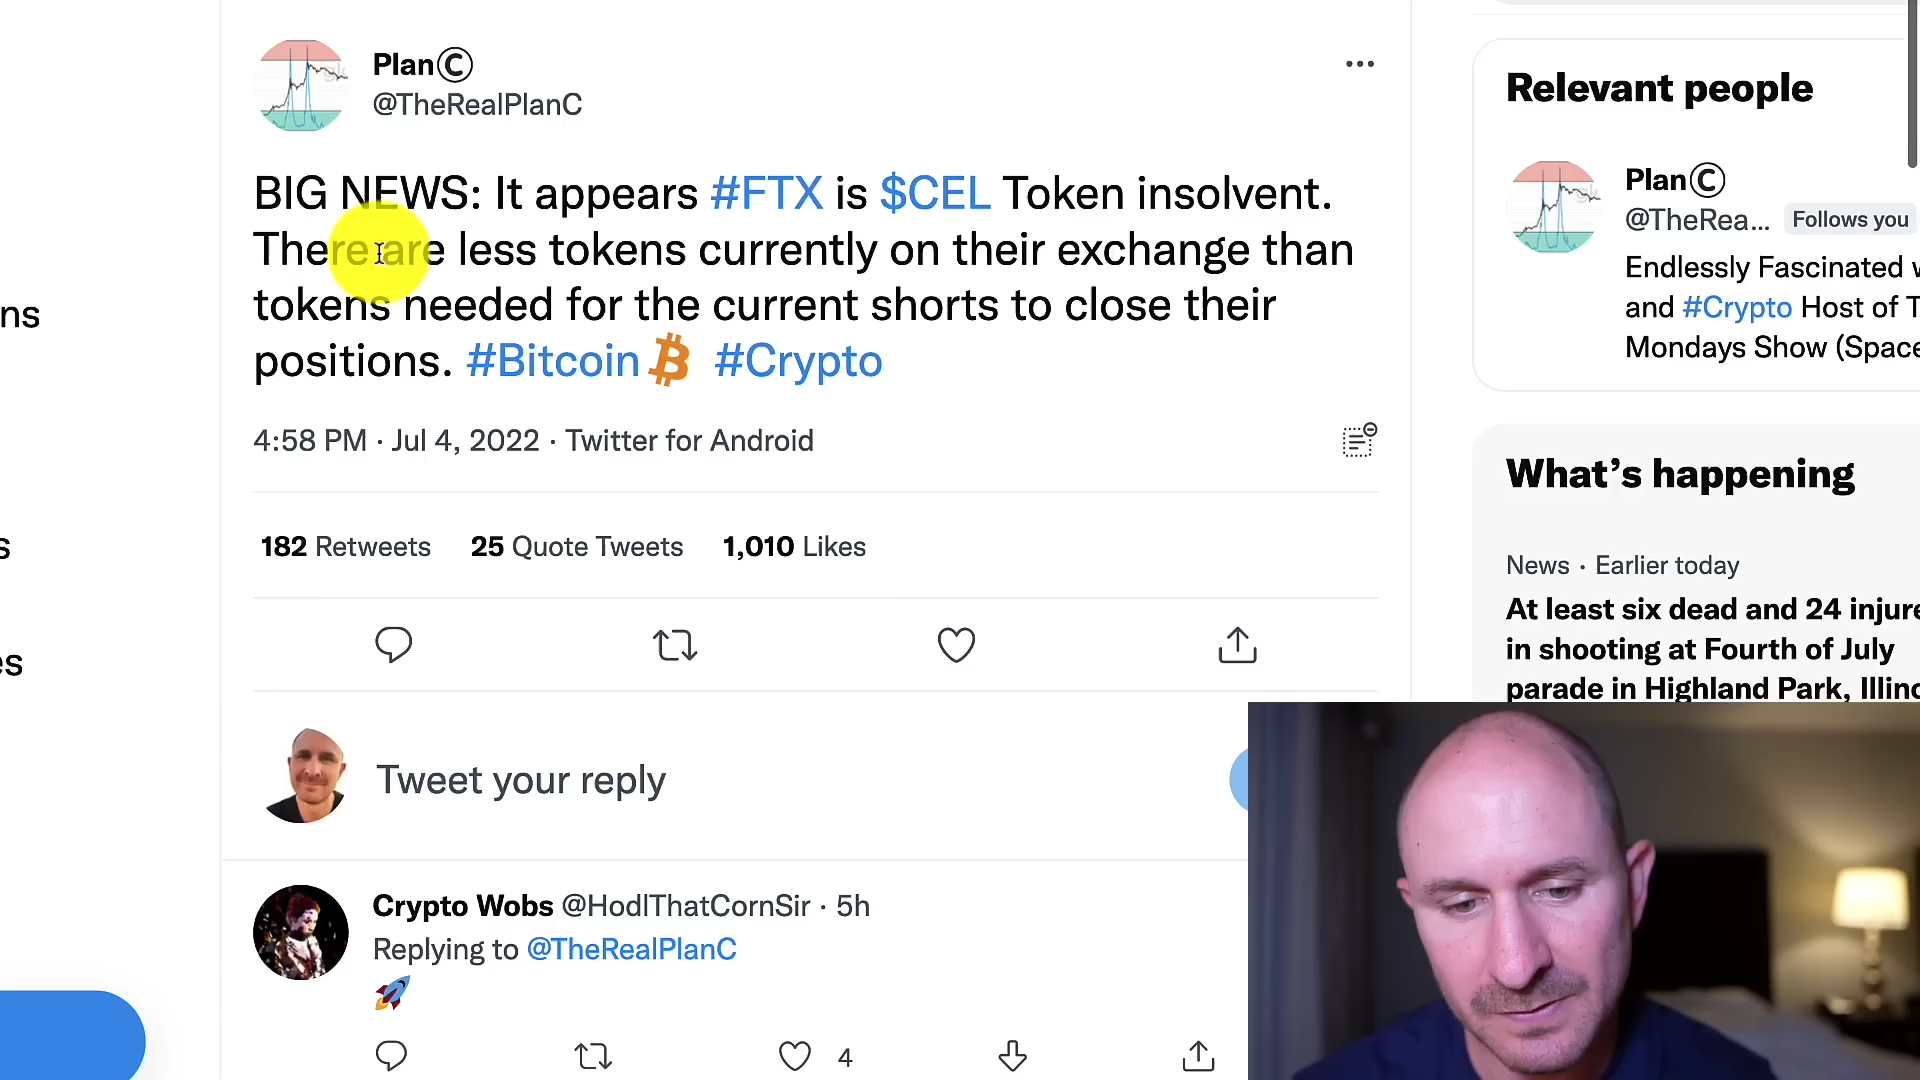 PlanⒸ
@TheRealPlanC
BIG NEWS: It appears #FTX is $CEL Token insolvent.
There are less tokens currently on their exchange than
tokens needed for the current shorts to close their
positions. #Bitcoin #Crypto
4:58 PM · Jul 4, 2022 · Twitter for Android
182 Retweets 25 Quote Tweets 1,010 Likes
Tweet your reply
Crypto Wobs @HodlThatCornSir · 5h
Replying to @TheRealPlanC
4
ns
s
es
Relevant people
PlanⒸ
@TheRea... Follows you
Endlessly Fascinated
and #Crypto Host of T
Mondays Show (Space
What's happening
News · Earlier today
At least six dead and 24 injure
in shooting at Fourth of July
parade in Highland Park, Illino